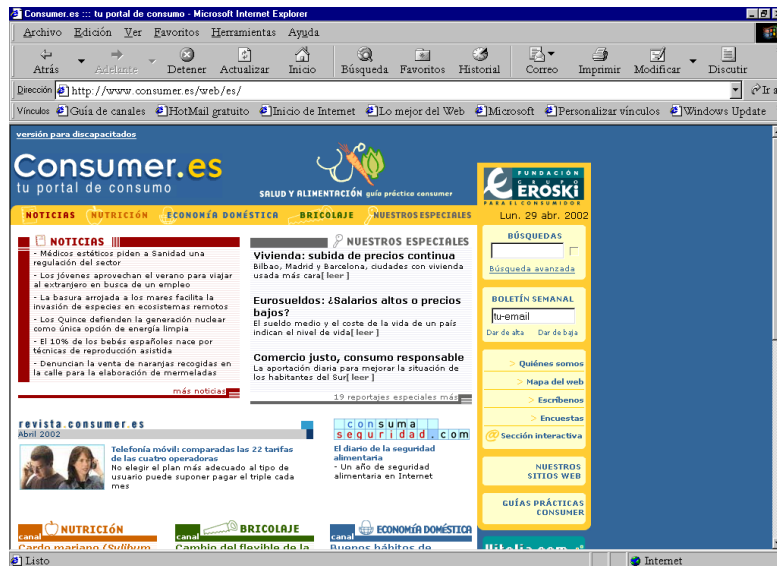 Consumer.es ::: tu portal de consumo - Microsoft Internet Explorer
Archivo Edición Ver Favoritos Herramientas Ayuda
Atrás Adelante Detener Actualizar Inicio Búsqueda Favoritos Historial Correo Imprimir Modificar Discutir
Dirección http://www.consumer.es/web/es/ Ir a
Vínculos Guía de canales HotMail gratuito Inicio de Internet Lo mejor del Web Microsoft Personalizar vínculos Windows Update
versión para discapacitados
Consumer.es
tu portal de consumo
SALUD Y ALIMENTACIÓN guía práctica consumer
FUNDACIÓN
GRUPO
EROSKI
PARA EL CONSUMIDOR
NOTICIAS NUTRICIÓN ECONOMÍA DOMÉSTICA BRICOLAJE NUESTROS ESPECIALES
Lun. 29 abr. 2002
NOTICIAS
- Médicos estéticos piden a Sanidad una
regulación del sector
- Los jóvenes aprovechan el verano para viajar
al extranjero en busca de un empleo
- La basura arrojada a los mares facilita la
invasión de especies en ecosistemas remotos
- Los Quince defienden la generación nuclear
como única opción de energía limpia
- El 10% de los bebés españoles nace por
técnicas de reproducción asistida
- Denuncian la venta de naranjas recogidas en
la calle para la elaboración de mermeladas
más noticias
NUESTROS ESPECIALES
Vivienda: subida de precios continua
Bilbao, Madrid y Barcelona, ciudades con vivienda
usada más cara[ leer ]
Eurosueldos: ¿Salarios altos o precios
bajos?
El sueldo medio y el coste de la vida de un país
indican el nivel de vida[ leer ]
Comercio justo, consumo responsable
La aportación diaria para mejorar la situación de
los habitantes del Sur[ leer ]
19 reportajes especiales más
BÚSQUEDAS
Búsqueda avanzada
BOLETÍN SEMANAL
tu-email
Dar de alta Dar de baja
> Quiénes somos
> Mapa del web
> Escríbenos
> Encuestas
@ Sección interactiva
NUESTROS
SITIOS WEB
GUÍAS PRÁCTICAS
CONSUMER
revista.consumer.es
Abril 2002
Telefonía móvil: comparadas las 22 tarifas
de las cuatro operadoras
No elegir el plan más adecuado al tipo de
usuario puede suponer pagar el triple cada
mes
consuma
seguridad.com
El diario de la seguridad
alimentaria
- Un año de seguridad
alimentaria en Internet
canal NUTRICIÓN
Cardo mariano (Sylibum
canal BRICOLAJE
Cambio del flexible de la
canal ECONOMÍA DOMÉSTICA
Buenos hábitos de
Listo
Internet